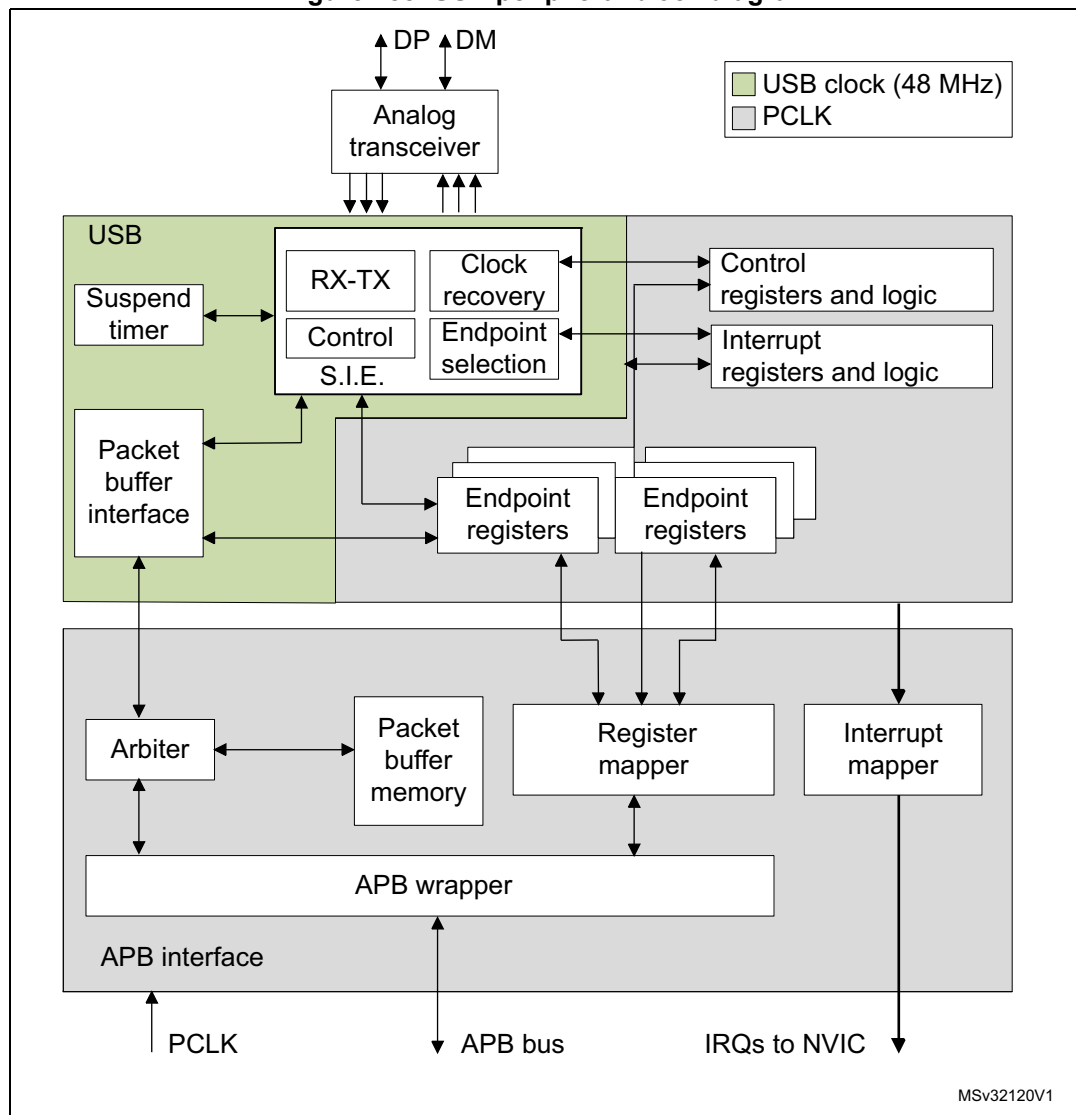 DP
DM
Analog
transceiver
USB clock (48 MHz)
PCLK
USB
RX-TX
Clock
recovery
Control
registers and logic
Suspend
timer
Control
Endpoint
selection
S.I.E.
Interrupt
registers and logic
Packet
buffer
interface
Endpoint
registers
Endpoint
registers
Arbiter
Packet
buffer
memory
Register
mapper
Interrupt
mapper
APB wrapper
APB interface
PCLK
APB bus
IRQs to NVIC
MSv32120V1